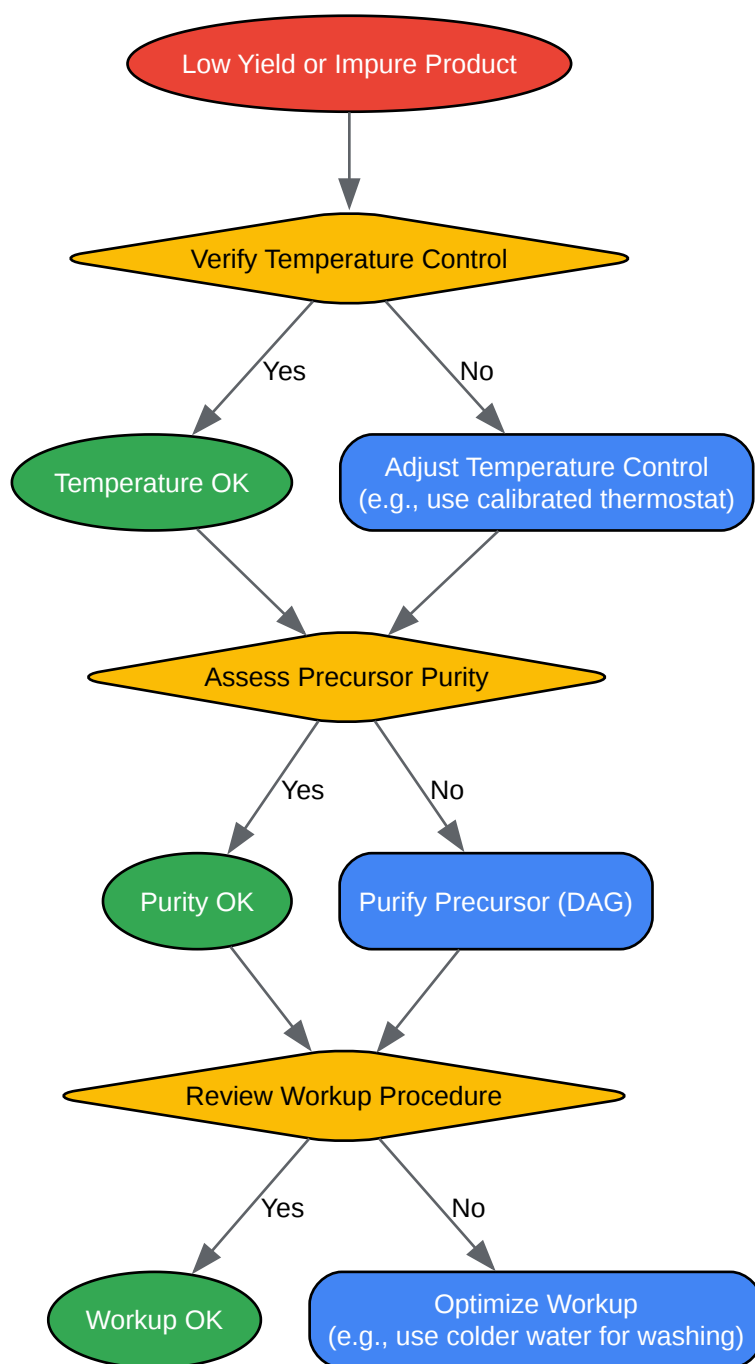 Low Yield or Impure Product
Verify Temperature Control
Yes
No
Temperature OK
Adjust Temperature Control
(e.g., use calibrated thermostat)
Assess Precursor Purity
Yes
No
Purity OK
Purify Precursor (DAG)
Review Workup Procedure
Yes
No
Workup OK
Optimize Workup
(e.g., use colder water for washing)